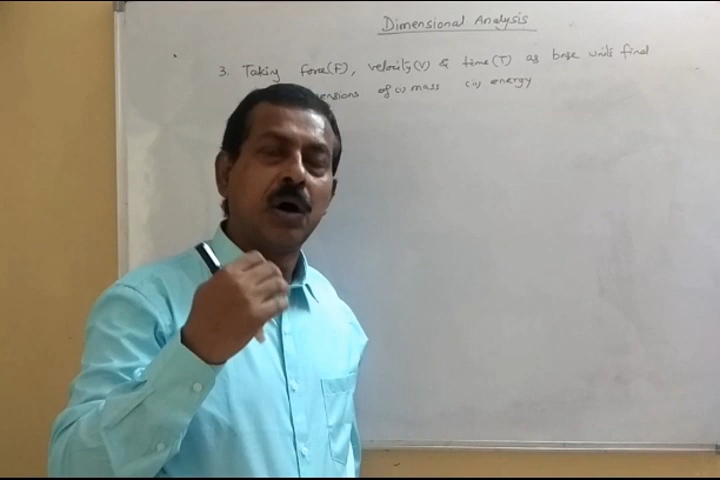 Dimensional Analysis
3. Taking force(F), velocity(V) & time(T) as base units find
of (i) mass (ii) energy